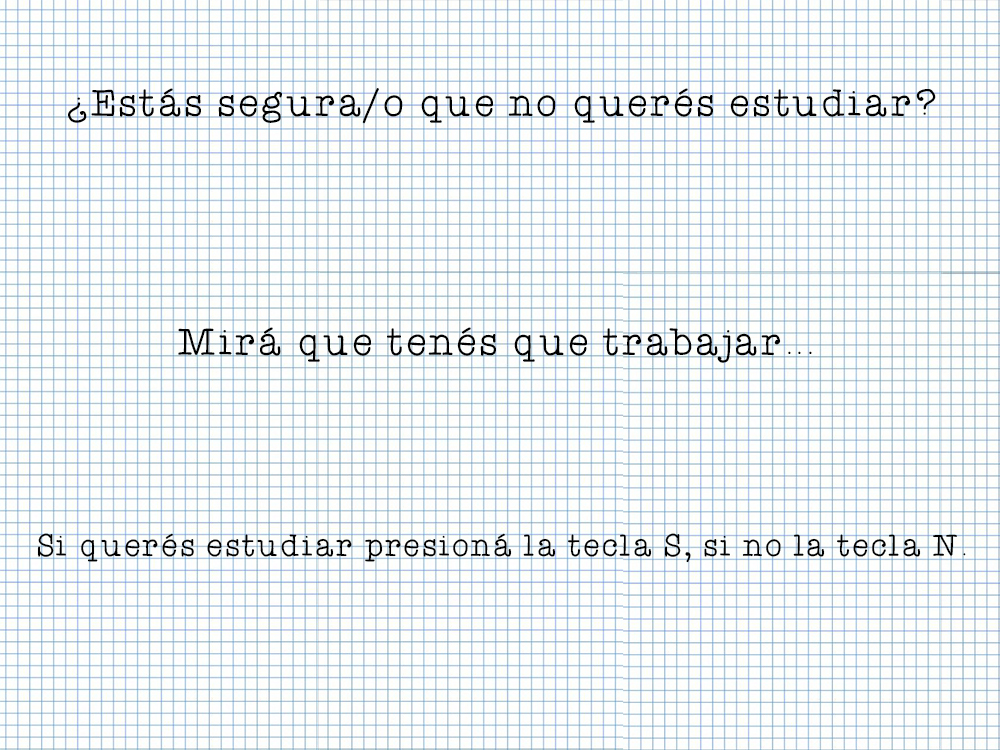 ¿Estás segura/o que no querés estudiar?
Mirá que tenés que trabajar...
Si querés estudiar presioná la tecla S, si no la tecla N.